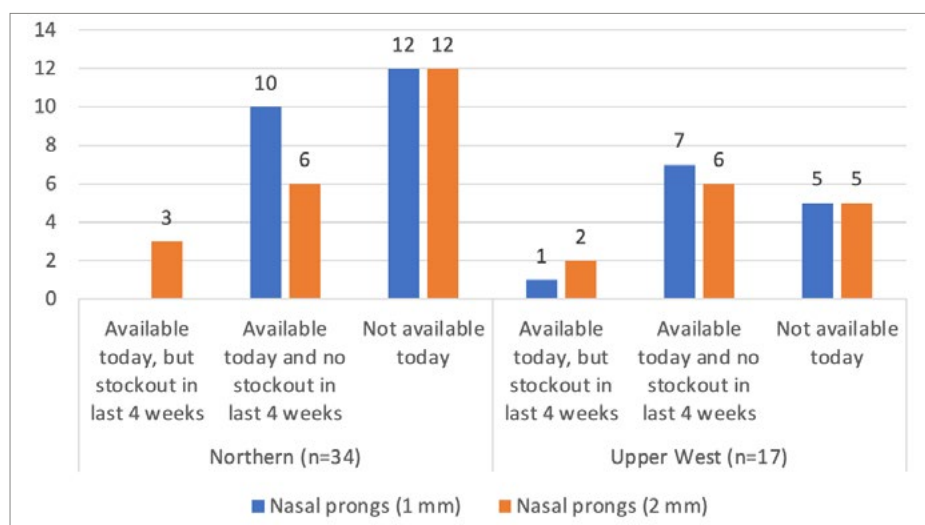 14
12 12
12
10
10
8
7
6 6
6
5 5
4
3
2
2
1
0
Available today, but stockout in last 4 weeks
Available today and no stockout in last 4 weeks
Not available today
Available today, but stockout in last 4 weeks
Available today and no stockout in last 4 weeks
Not available today
Northern (n=34) Upper West (n=17)
Nasal prongs (1 mm) Nasal prongs (2 mm)